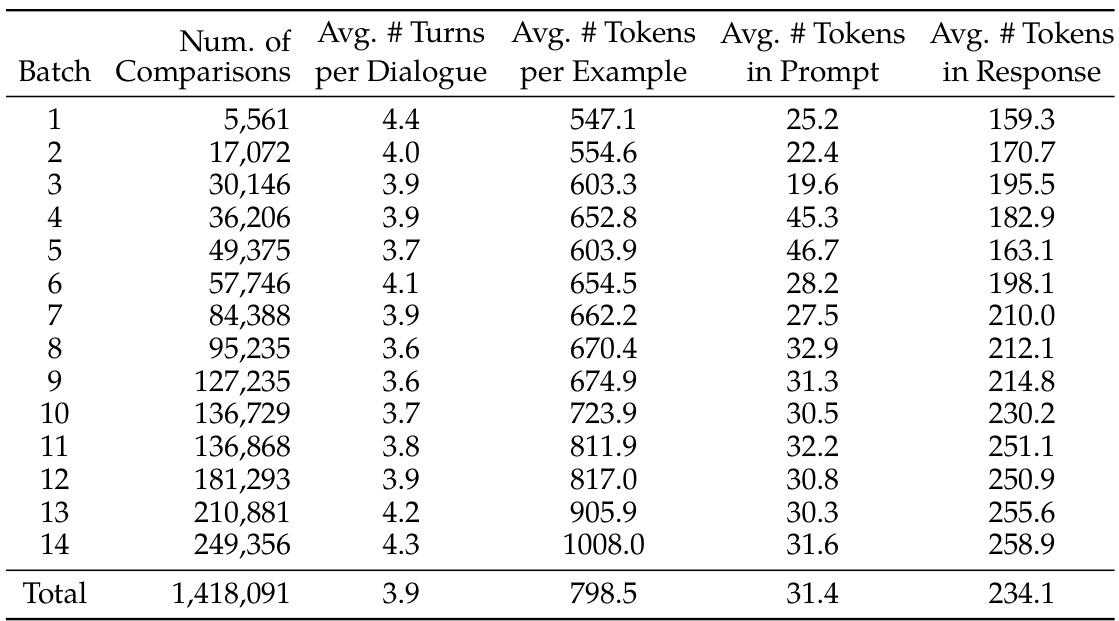 Batch Num. of Comparisons Avg. # Turns per Dialogue Avg. # Tokens per Example Avg. # Tokens in Prompt Avg. # Tokens in Response
1 5,561 4.4 547.1 25.2 159.3
2 17,072 4.0 554.6 22.4 170.7
3 30,146 3.9 603.3 19.6 195.5
4 36,206 3.9 652.8 45.3 182.9
5 49,375 3.7 603.9 46.7 163.1
6 57,746 4.1 654.5 28.2 198.1
7 84,388 3.9 662.2 27.5 210.0
8 95,235 3.6 670.4 32.9 212.1
9 127,235 3.6 674.9 31.3 214.8
10 136,729 3.7 723.9 30.5 230.2
11 136,868 3.8 811.9 32.2 251.1
12 181,293 3.9 817.0 30.8 250.9
13 210,881 4.2 905.9 30.3 255.6
14 249,356 4.3 1008.0 31.6 258.9
Total 1,418,091 3.9 798.5 31.4 234.1